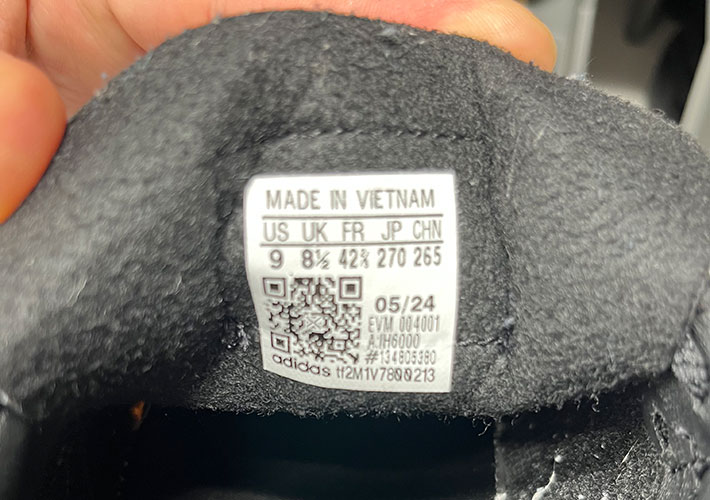 MADE IN VIETNAM
US UK FR JP CHN
9 8½ 42⅔ 270 265
05/24
EVM 004001
A:IH6000
#134805380
adidas tf2M1V7800213